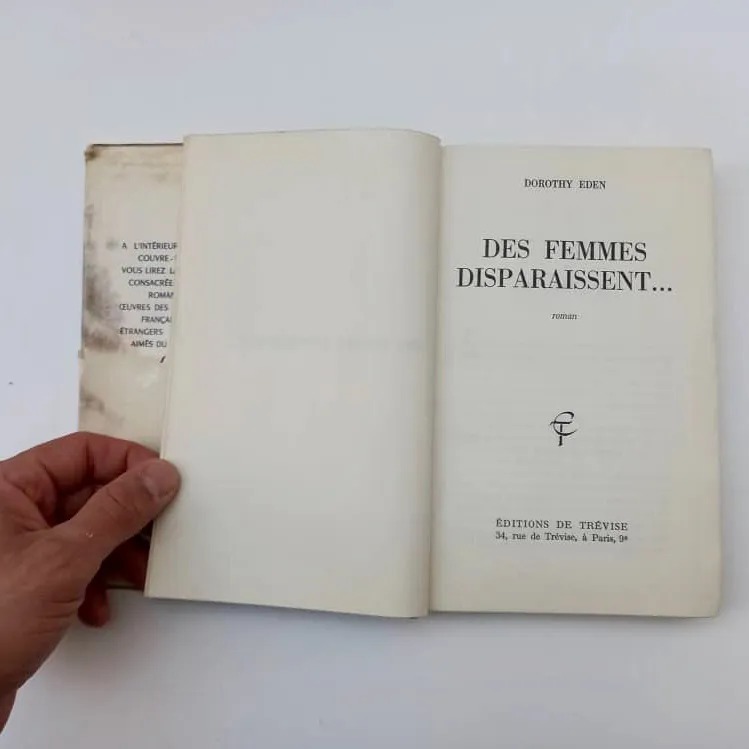 A L'INTÉRIEUR
COUVRE-
VOUS LIREZ
CONSACRÉE
ROMAN
ŒUVRES DES
FRANÇA
ÉTRANGERS
AIMÉS DU
DOROTHY EDEN
DES FEMMES
DISPARAISSENT...
roman
ÉDITIONS DE TRÉVISE
34, rue de Trévise, à Paris, 9ᵉ